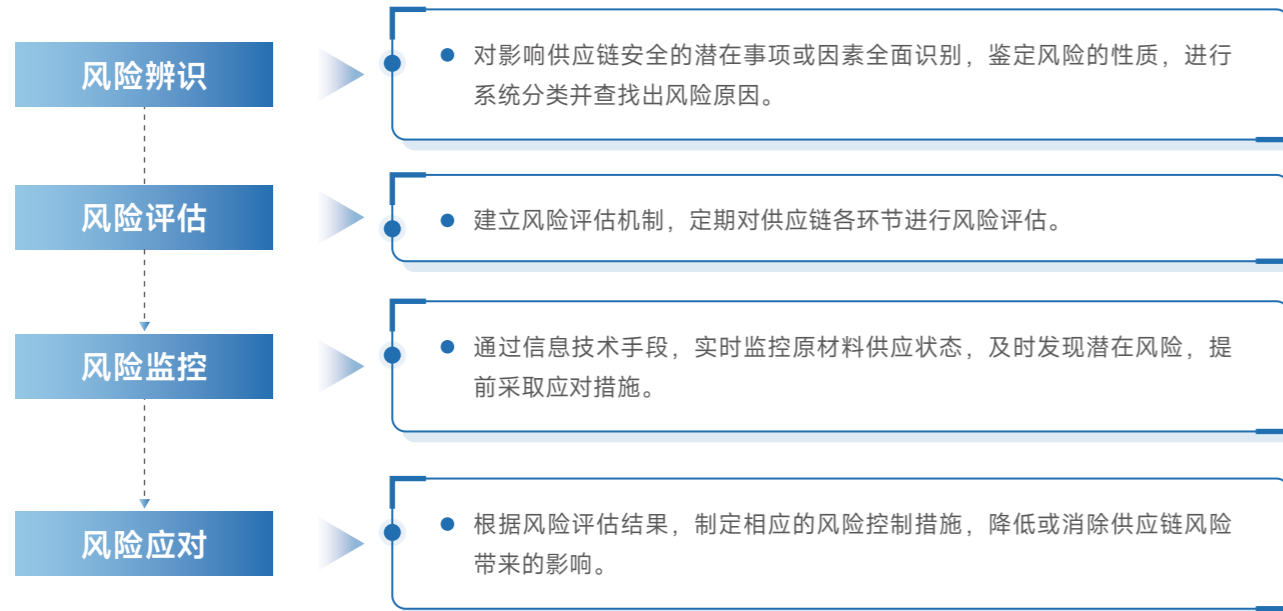 风险辨识
对影响供应链安全的潜在事项或因素全面识别，鉴定风险的性质，进行
系统分类并查找出风险原因。
风险评估
建立风险评估机制，定期对供应链各环节进行风险评估。
风险监控
通过信息技术手段，实时监控原材料供应状态，及时发现潜在风险，提
前采取应对措施。
风险应对
根据风险评估结果，制定相应的风险控制措施，降低或消除供应链风险
带来的影响。